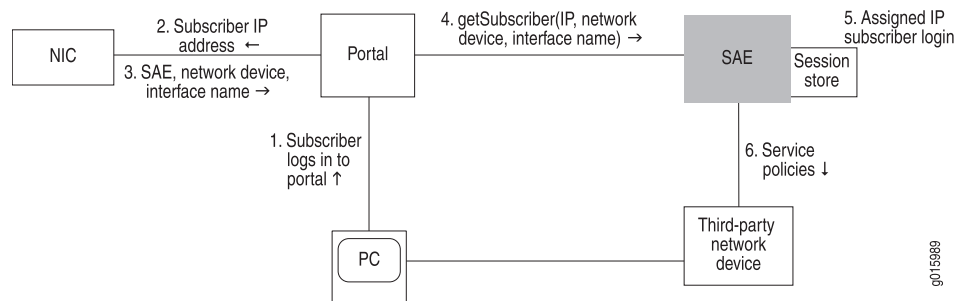 NIC
2. Subscriber IP
address ←
3. SAE, network device,
interface name →
Portal
4. getSubscriber(IP, network
device, interface name) →
SAE
5. Assigned IP
subscriber login
Session
store
1. Subscriber
logs in to
portal ↑
6. Service
policies ↓
PC
Third-party
network
device
g015989